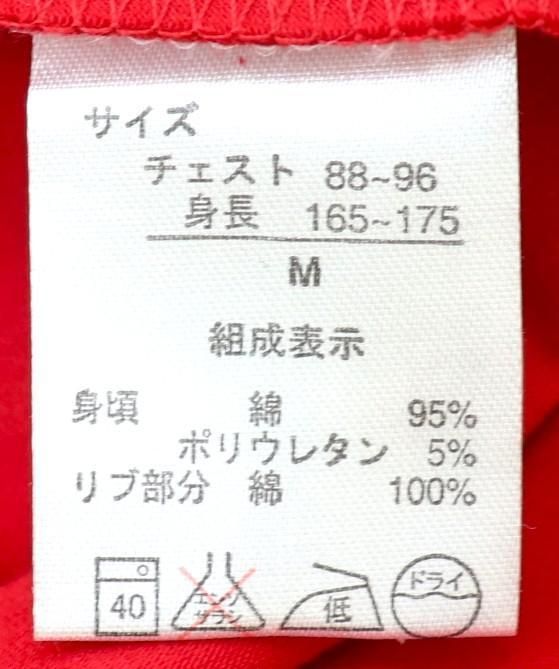 サイズ
チェスト 88~96
身長 165~175
M
組成表示
身頃 綿 95%
ポリウレタン 5%
リブ部分 綿 100%
40
エンソ
サラシ
低
ドライ